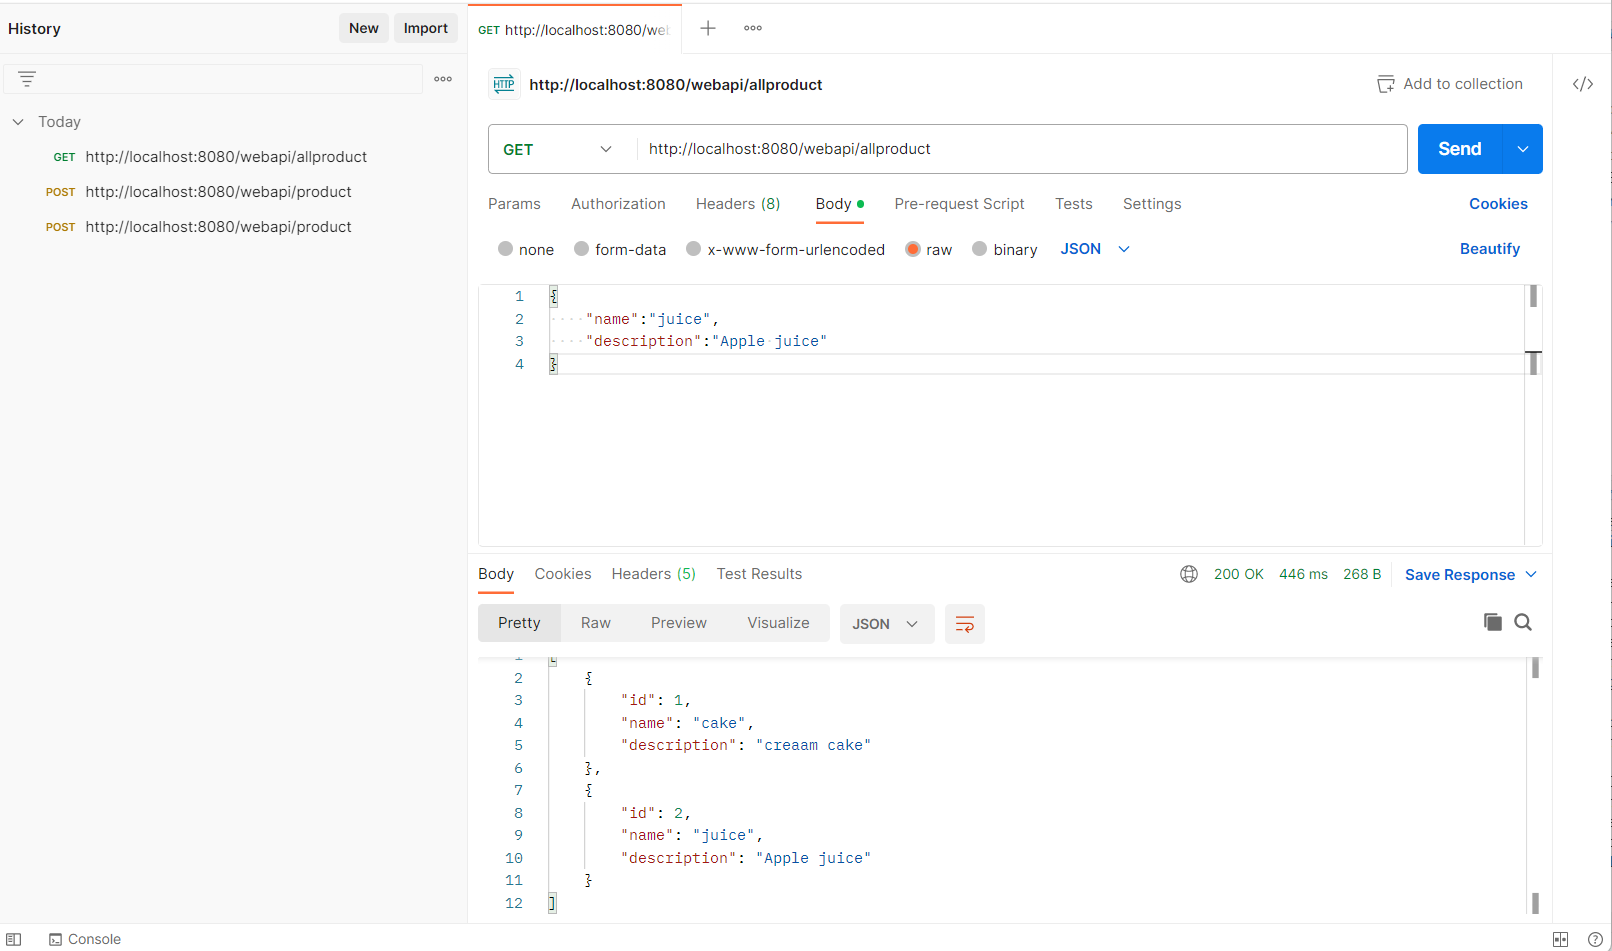 History
New
Import
GET http://localhost:8080/we
Today
GET http://localhost:8080/webapi/allproduct
POST http://localhost:8080/webapi/product
POST http://localhost:8080/webapi/product
HTTP http://localhost:8080/webapi/allproduct
Add to collection
GET
http://localhost:8080/webapi/allproduct
Send
Params Authorization Headers (8) Body Pre-request Script Tests Settings Cookies
none form-data x-www-form-urlencoded raw binary JSON Beautify
1 {
2 "name":"juice",
3 "description":"Apple juice"
4 }
Body Cookies Headers (5) Test Results 200 OK 446 ms 268 B Save Response
Pretty Raw Preview Visualize JSON
1 [
2 {
3 "id": 1,
4 "name": "cake",
5 "description": "creaam cake"
6 },
7 {
8 "id": 2,
9 "name": "juice",
10 "description": "Apple juice"
11 }
12 ]
Console